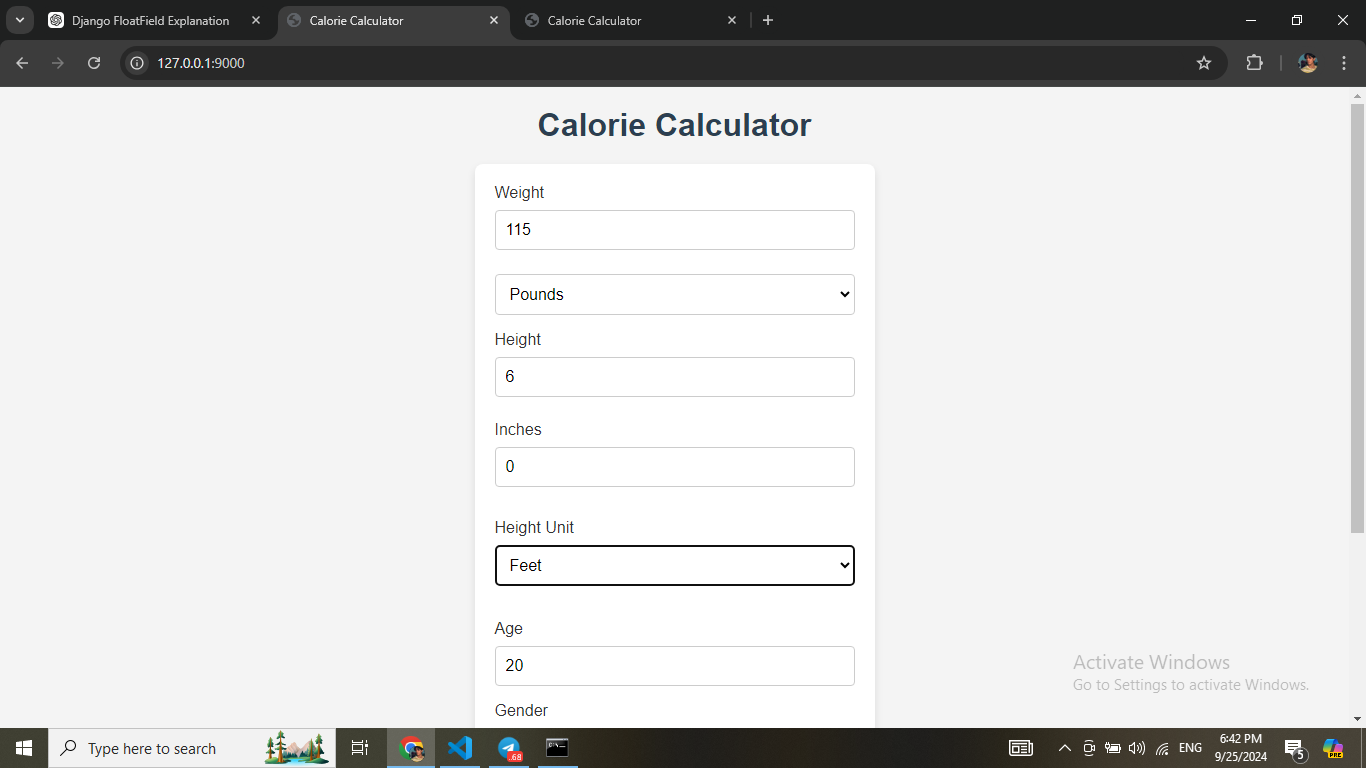 Django FloatField Explanation
Calorie Calculator
Calorie Calculator
127.0.0.1:9000
Calorie Calculator
Weight
115
Pounds
Height
6
Inches
0
Height Unit
Feet
Age
20
Gender
Activate Windows
Go to Settings to activate Windows.
Type here to search
.68
ENG
6:42 PM
9/25/2024
5
PRE